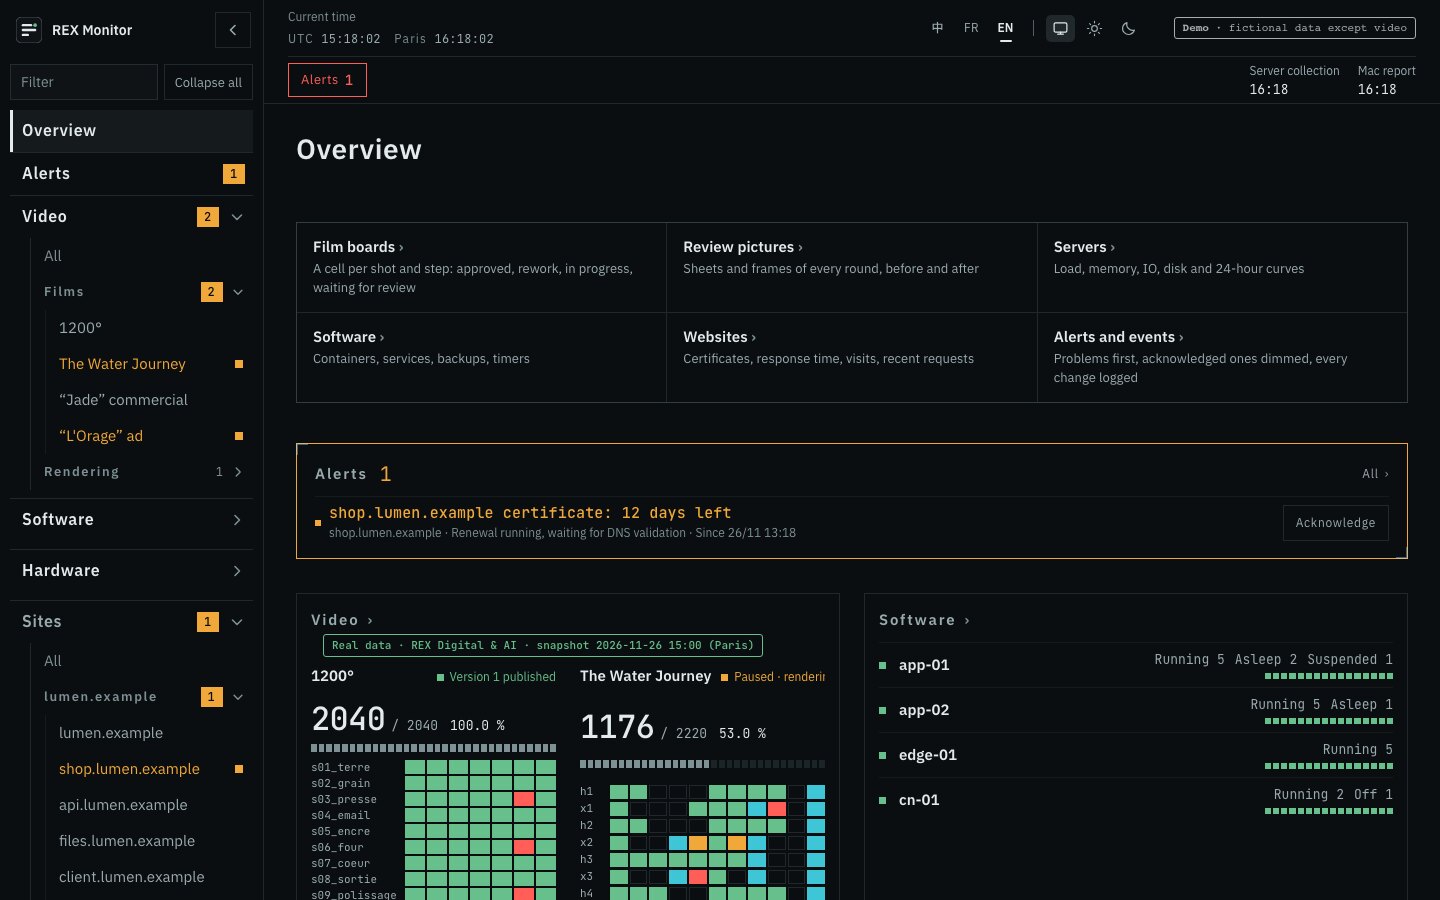 REX Monitor
Filter
Collapse all
Overview
Alerts 1
Video 2
All
Films 2
1200°
The Water Journey
“Jade” commercial
“L'Orage” ad
Rendering 1
Software
Hardware
Sites 1
All
lumen.example 1
lumen.example
shop.lumen.example
api.lumen.example
files.lumen.example
client.lumen.example
Current time
UTC 15:18:02 Paris 16:18:02
中 FR EN
Demo · fictional data except video
Alerts 1
Server collection Mac report
16:18 16:18
Overview
Film boards ›
A cell per shot and step: approved, rework, in progress,
waiting for review
Review pictures ›
Sheets and frames of every round, before and after
Servers ›
Load, memory, IO, disk and 24-hour curves
Software ›
Containers, services, backups, timers
Websites ›
Certificates, response time, visits, recent requests
Alerts and events ›
Problems first, acknowledged ones dimmed, every
change logged
Alerts 1
All ›
shop.lumen.example certificate: 12 days left
shop.lumen.example · Renewal running, waiting for DNS validation · Since 26/11 13:18
Acknowledge
Video ›
Real data · REX Digital & AI · snapshot 2026-11-26 15:00 (Paris)
1200° Version 1 published
2040 / 2040 100.0 %
s01_terre
s02_grain
s03_presse
s04_email
s05_encre
s06_four
s07_coeur
s08_sortie
s09_polissage
The Water Journey Paused · renderin
1176 / 2220 53.0 %
h1
x1
h2
x2
h3
x3
h4
Software ›
app-01 Running 5 Asleep 2 Suspended 1
app-02 Running 5 Asleep 1
edge-01 Running 5
cn-01 Running 2 Off 1